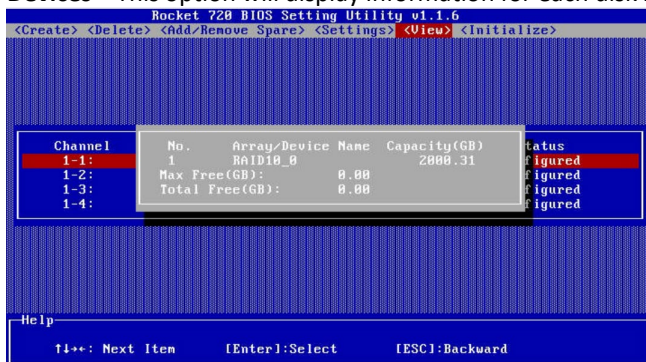 Devices – This option will display information for each disk.
Rocket 720 BIOS Setting Utility v1.1.6
<Create> <Delete> <Add/Remove Spare> <Settings> <View> <Initialize>
Channel No. Array/Device Name Capacity(GB) tatus
1-1: 1 RAID10_0 2000.31 figured
1-2: Max Free(GB): 0.00 figured
1-3: Total Free(GB): 0.00 figured
1-4: figured
Help
↑↓→←: Next Item [Enter]:Select [ESC]:Backward